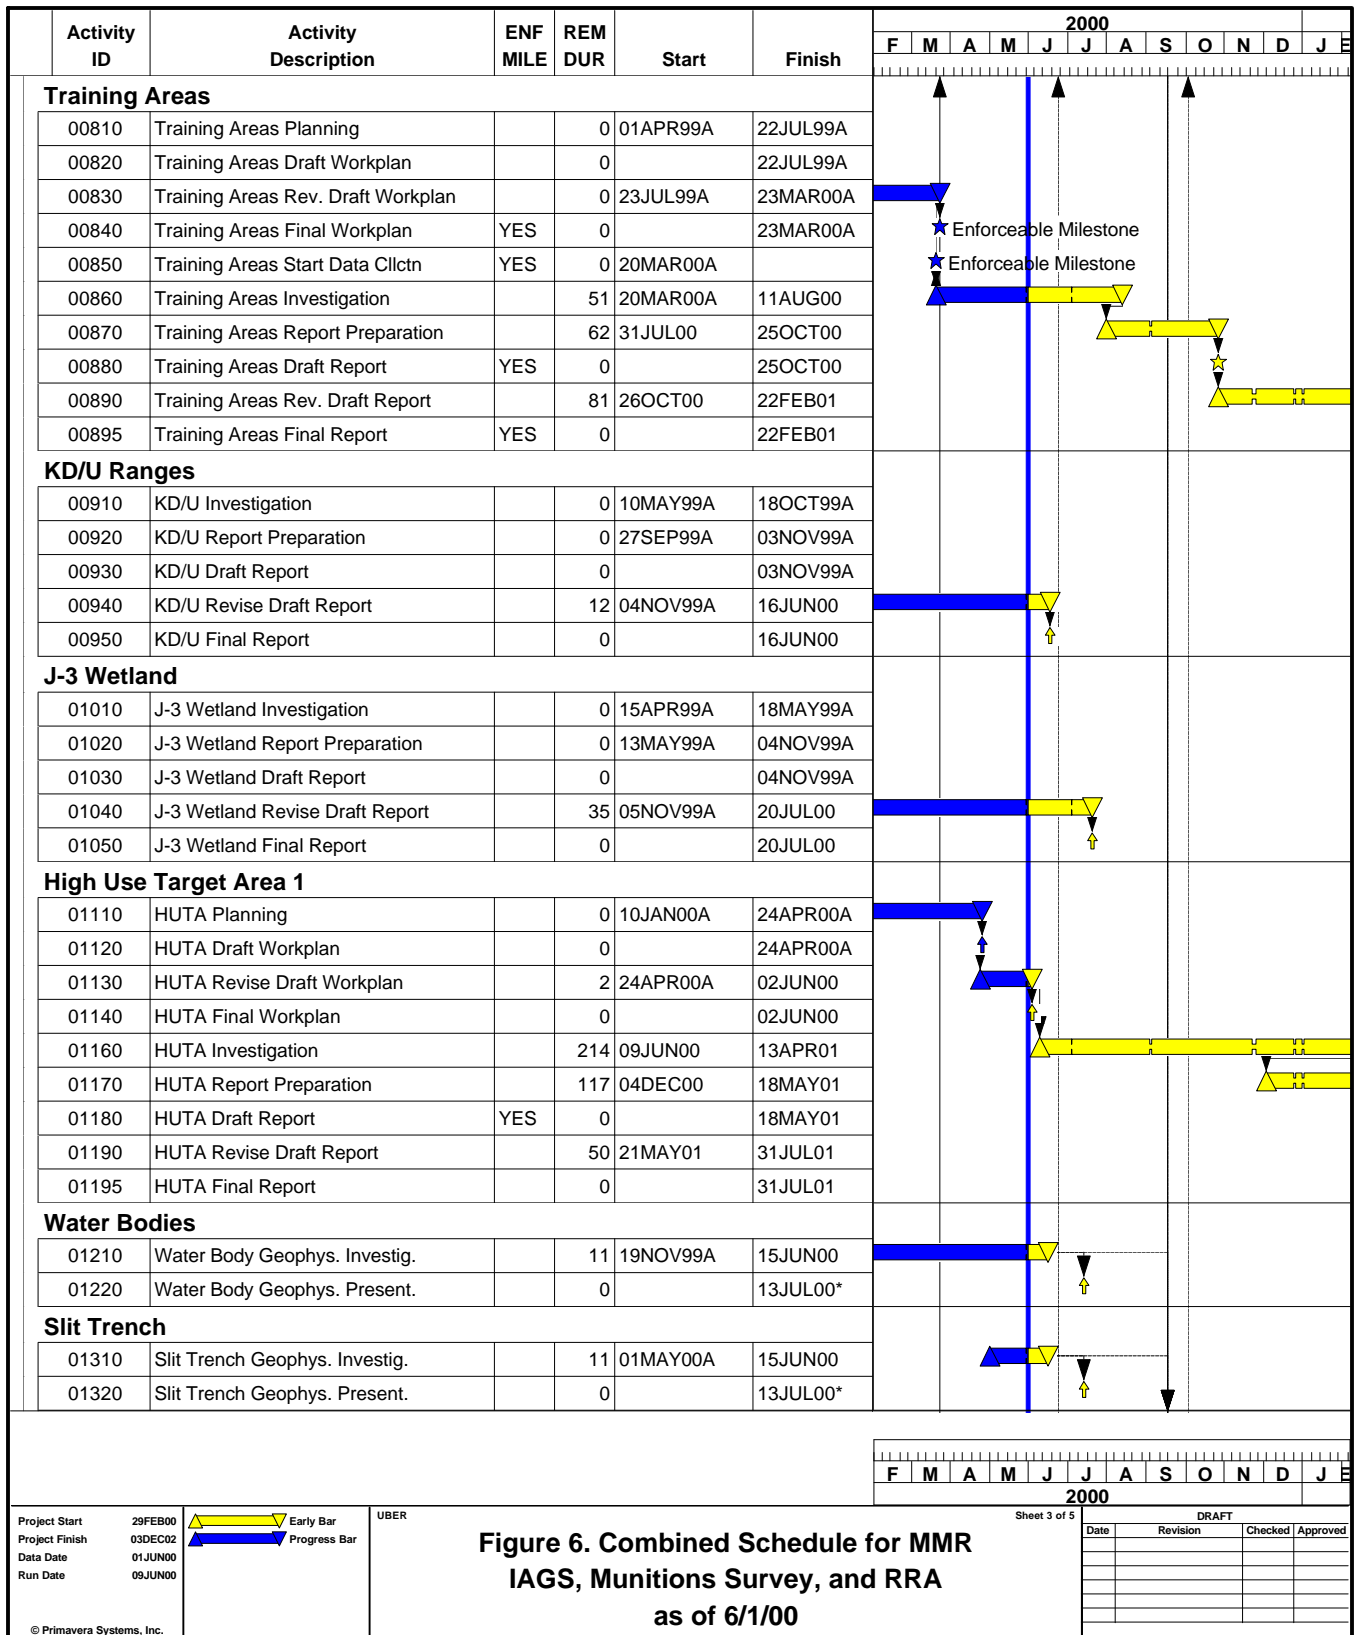 Activity ID Activity Description ENF MILE REM DUR Start Finish
2000
F M A M J J A S O N D J
Training Areas
00810 Training Areas Planning 0 01APR99A 22JUL99A
00820 Training Areas Draft Workplan 0 22JUL99A
00830 Training Areas Rev. Draft Workplan 0 23JUL99A 23MAR00A
00840 Training Areas Final Workplan YES 0 23MAR00A Enforceable Milestone
00850 Training Areas Start Data Cllctn YES 0 20MAR00A Enforceable Milestone
00860 Training Areas Investigation 51 20MAR00A 11AUG00
00870 Training Areas Report Preparation 62 31JUL00 25OCT00
00880 Training Areas Draft Report YES 0 25OCT00
00890 Training Areas Rev. Draft Report 81 26OCT00 22FEB01
00895 Training Areas Final Report YES 0 22FEB01
KD/U Ranges
00910 KD/U Investigation 0 10MAY99A 18OCT99A
00920 KD/U Report Preparation 0 27SEP99A 03NOV99A
00930 KD/U Draft Report 0 03NOV99A
00940 KD/U Revise Draft Report 12 04NOV99A 16JUN00
00950 KD/U Final Report 0 16JUN00
J-3 Wetland
01010 J-3 Wetland Investigation 0 15APR99A 18MAY99A
01020 J-3 Wetland Report Preparation 0 13MAY99A 04NOV99A
01030 J-3 Wetland Draft Report 0 04NOV99A
01040 J-3 Wetland Revise Draft Report 35 05NOV99A 20JUL00
01050 J-3 Wetland Final Report 0 20JUL00
High Use Target Area 1
01110 HUTA Planning 0 10JAN00A 24APR00A
01120 HUTA Draft Workplan 0 24APR00A
01130 HUTA Revise Draft Workplan 2 24APR00A 02JUN00
01140 HUTA Final Workplan 0 02JUN00
01160 HUTA Investigation 214 09JUN00 13APR01
01170 HUTA Report Preparation 117 04DEC00 18MAY01
01180 HUTA Draft Report YES 0 18MAY01
01190 HUTA Revise Draft Report 50 21MAY01 31JUL01
01195 HUTA Final Report 0 31JUL01
Water Bodies
01210 Water Body Geophys. Investig. 11 19NOV99A 15JUN00
01220 Water Body Geophys. Present. 0 13JUL00*
Slit Trench
01310 Slit Trench Geophys. Investig. 11 01MAY00A 15JUN00
01320 Slit Trench Geophys. Present. 0 13JUL00*
F M A M J J A S O N D J
2000
Project Start 29FEB00
Project Finish 03DEC02
Data Date 01JUN00
Run Date 09JUN00
© Primavera Systems, Inc.
Early Bar
Progress Bar
UBER
Figure 6. Combined Schedule for MMR
IAGS, Munitions Survey, and RRA
as of 6/1/00
Sheet 3 of 5
DRAFT
Date Revision Checked Approved